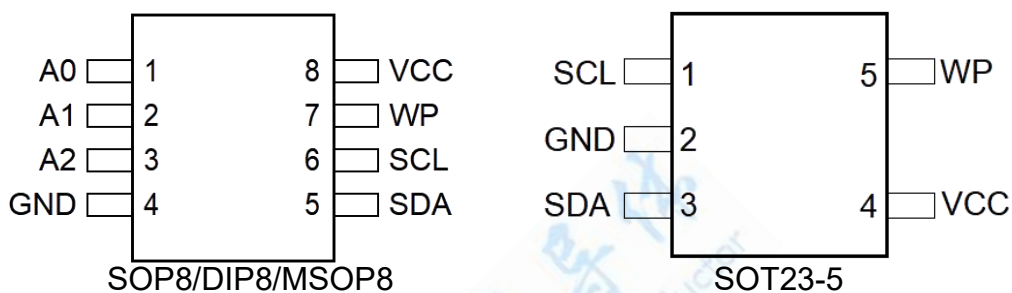 A0 1 8 VCC SCL 1 5 WP
A1 2 7 WP
A2 3 6 SCL GND 2
GND 4 5 SDA SDA 3 4 VCC
SOP8/DIP8/MSOP8 SOT23-5